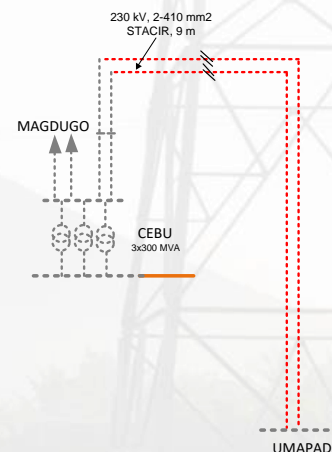 230 kV, 2-410 mm2
STACIR, 9 m
MAGDUGO
CEBU
3x300 MVA
UMAPAD